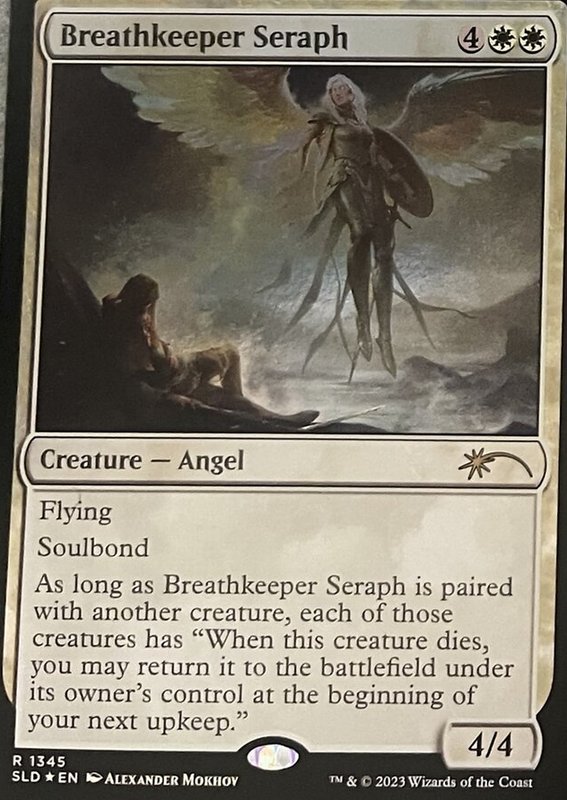 Breathkeeper Seraph 4
Creature — Angel
Flying
Soulbond
As long as Breathkeeper Seraph is paired
with another creature, each of those
creatures has “When this creature dies,
you may return it to the battlefield under
its owner’s control at the beginning of
your next upkeep.”
4/4
R 1345
SLD ★ EN ALEXANDER MOKHOV
™ & © 2023 Wizards of the Coast